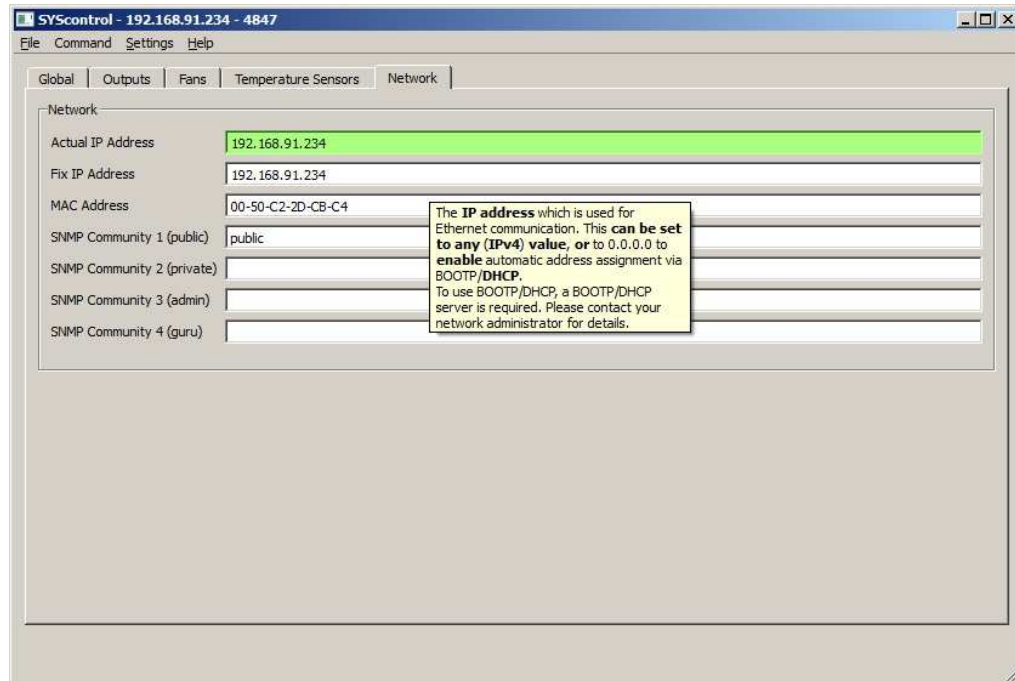 SYScontrol - 192.168.91.234 - 4847
File Command Settings Help
Global Outputs Fans Temperature Sensors Network
Network
Actual IP Address 192.168.91.234
Fix IP Address 192.168.91.234
MAC Address 00-50-C2-2D-CB-C4
SNMP Community 1 (public) public
SNMP Community 2 (private)
SNMP Community 3 (admin)
SNMP Community 4 (guru)
The IP address which is used for
Ethernet communication. This can be set
to any (IPv4) value, or to 0.0.0.0 to
enable automatic address assignment via
BOOTP/DHCP.
To use BOOTP/DHCP, a BOOTP/DHCP
server is required. Please contact your
network administrator for details.